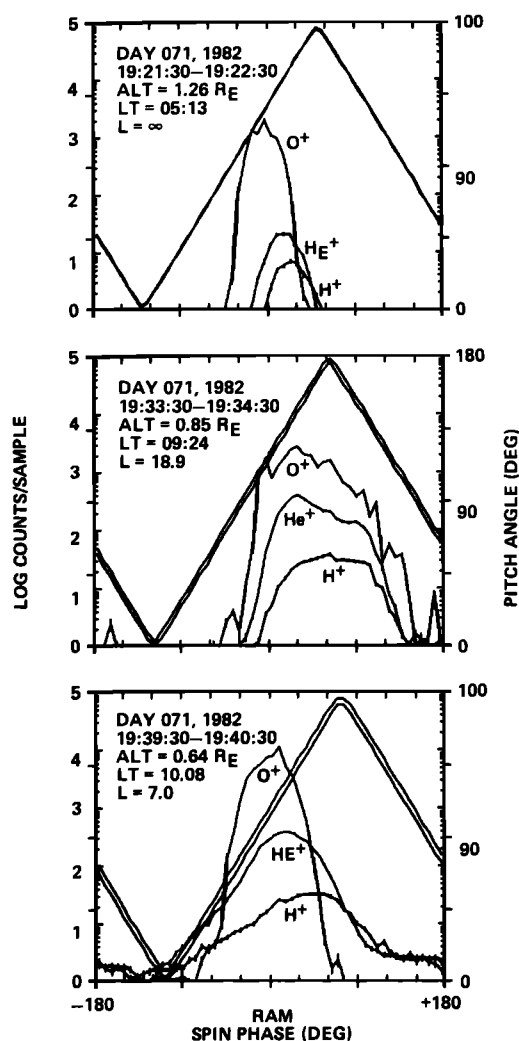 5
4
3
2
1
0
DAY 071, 1982
19:21:30–19:22:30
ALT = 1.26 RE
LT = 05:13
L = ∞
O+
HE+
H+
100
90
0
5
4
3
2
1
0
DAY 071, 1982
19:33:30–19:34:30
ALT = 0.85 RE
LT = 09:24
L = 18.9
O+
He+
H+
180
90
0
LOG COUNTS/SAMPLE
PITCH ANGLE (DEG)
5
4
3
2
1
0
DAY 071, 1982
19:39:30–19:40:30
ALT = 0.64 RE
LT = 10.08
L = 7.0
O+
HE+
H+
100
90
0
–180
RAM
+180
SPIN PHASE (DEG)